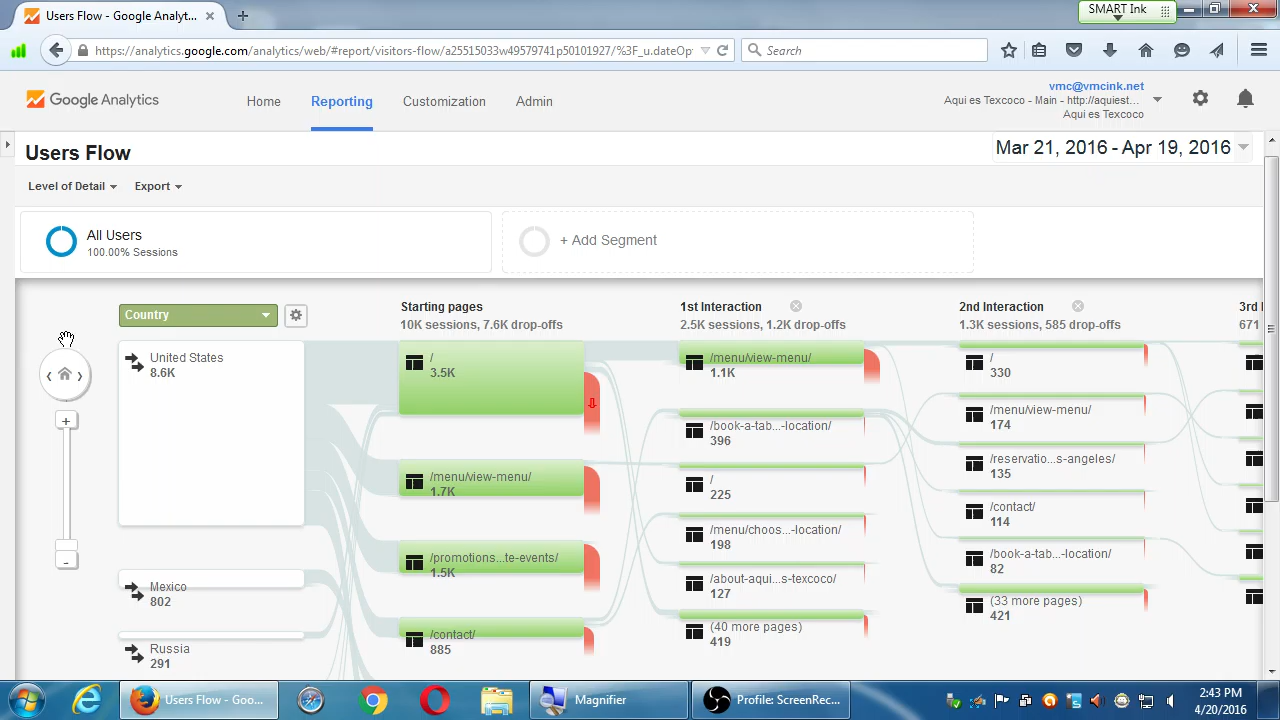 SMART Ink
Users Flow - Google Analyt...
https://analytics.google.com/analytics/web/#report/visitors-flow/a25515033w49579741p50101927/%3F_u.dateOp
Search
Google Analytics
Home
Reporting
Customization
Admin
vmc@vmcink.net
Aqui es Texcoco - Main - http://aquiest...
Aqui es Texcoco
Users Flow
Mar 21, 2016 - Apr 19, 2016
Level of Detail
Export
All Users
100.00% Sessions
+ Add Segment
Country
Starting pages
10K sessions, 7.6K drop-offs
1st Interaction
2.5K sessions, 1.2K drop-offs
2nd Interaction
1.3K sessions, 585 drop-offs
3rd I
671
United States
8.6K
Mexico
802
Russia
291
/
3.5K
/menu/view-menu/
1.7K
/promotions...te-events/
1.5K
/contact/
885
/menu/view-menu/
1.1K
/book-a-tab...-location/
396
/
225
/menu/choos...-location/
198
/about-aqui...s-texcoco/
127
(40 more pages)
419
/
330
/menu/view-menu/
174
/reservatio...s-angeles/
135
/contact/
114
/book-a-tab...-location/
82
(33 more pages)
421
+
-
Users Flow - Goo...
Magnifier
Profile: ScreenRec...
2:43 PM
4/20/2016